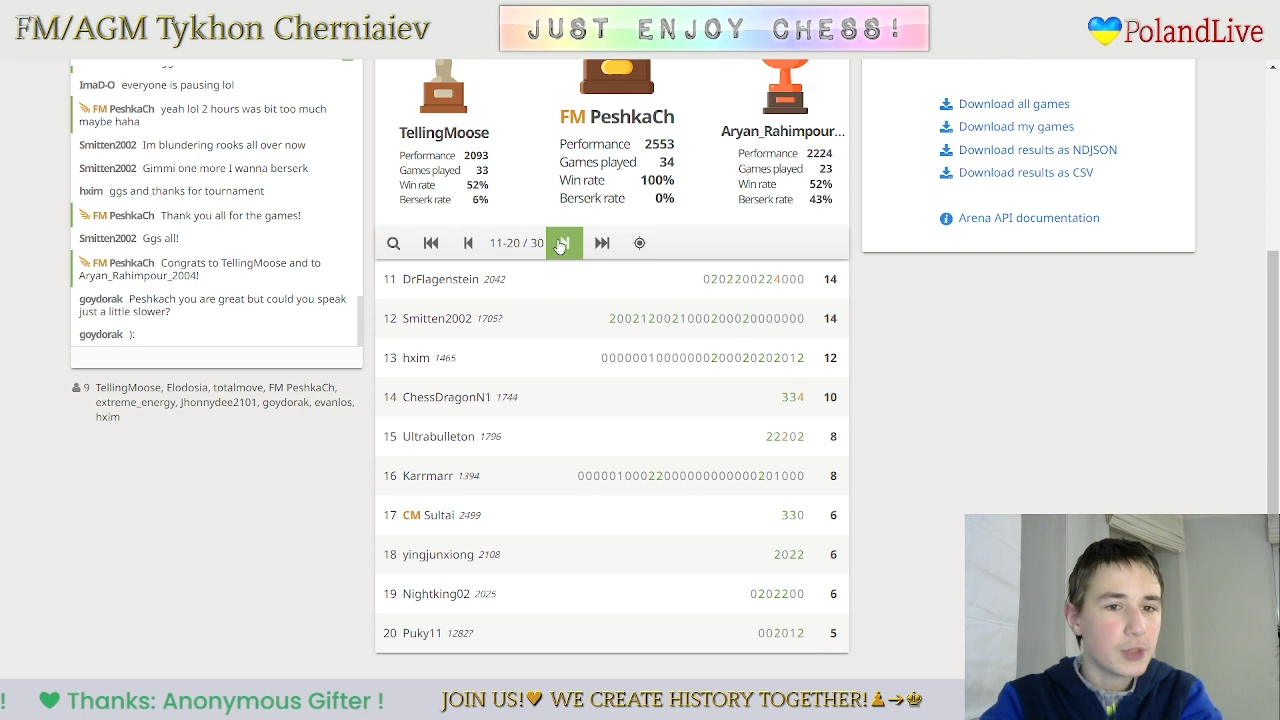 FM/AGM Tykhon Cherniaiev
JUST ENJOY CHESS!
PolandLive
ImaD-O everyone is pausing lol
FM PeshkaCh yeah lol 2 hours was bit too much
maybe haha
Smitten2002 Im blundering rooks all over now
Smitten2002 Gimmi one more I wanna berserk
hxim ggs and thanks for tournament
FM PeshkaCh Thank you all for the games!
Smitten2002 Ggs all!
FM PeshkaCh Congrats to TellingMoose and to
Aryan_Rahimpour_2004!
goydorak Peshkach you are great but could you speak
just a little slower?
goydorak ):
9 TellingMoose, Elodosia, totalmove, FM PeshkaCh,
extreme_energy, Jhonnydee2101, goydorak, evanlos,
hxim
TellingMoose
Performance 2093
Games played 33
Win rate 52%
Berserk rate 6%
FM PeshkaCh
Performance 2553
Games played 34
Win rate 100%
Berserk rate 0%
Aryan_Rahimpour...
Performance 2224
Games played 23
Win rate 52%
Berserk rate 43%
11-20 / 30
11 DrFlagenstein 2042 0202200224000 14
12 Smitten2002 1705? 2002120021000200020000000 14
13 hxim 1465 00000010000000200020202012 12
14 ChessDragonN1 1744 334 10
15 Ultrabulleton 1796 22202 8
16 Karrmarr 1394 00000100022000000000000201000 8
17 CM Sultai 2499 330 6
18 yingjunxiong 2108 2022 6
19 Nightking02 2025 0202200 6
20 Puky11 1282? 002012 5
Download all games
Download my games
Download results as NDJSON
Download results as CSV
Arena API documentation
! Thanks: Anonymous Gifter !
JOIN US! WE CREATE HISTORY TOGETHER!